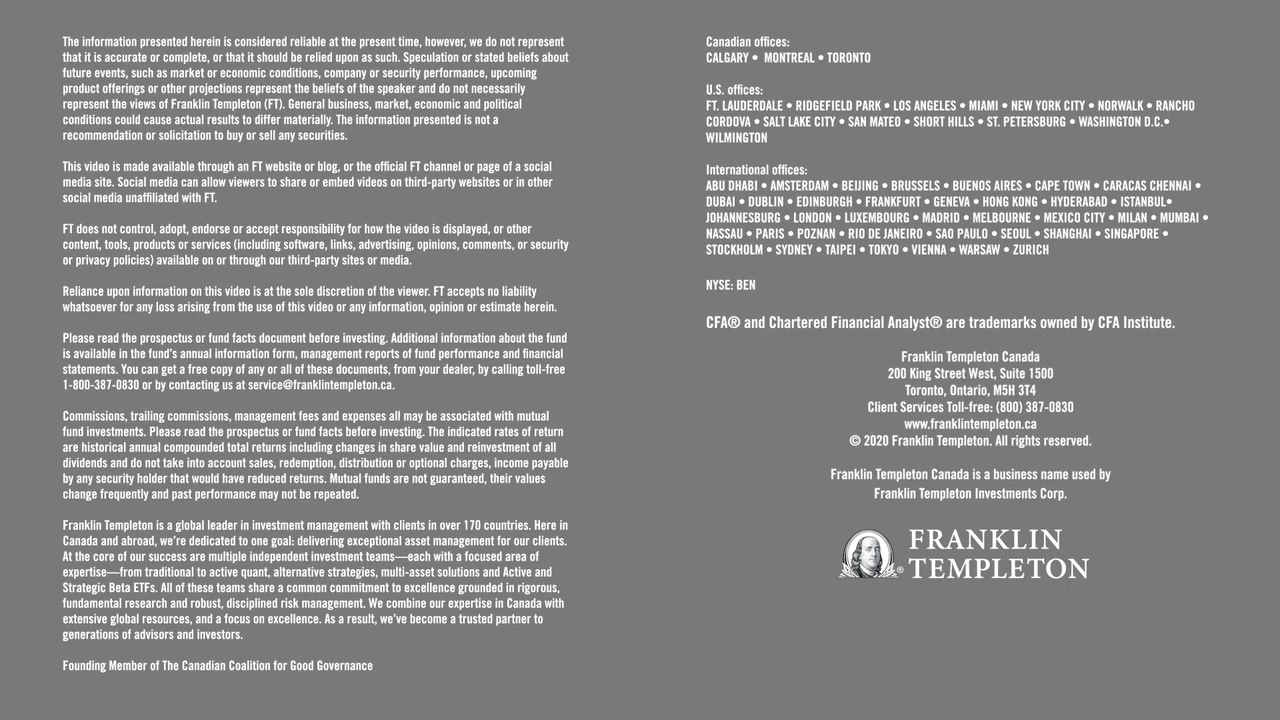 The information presented herein is considered reliable at the present time, however, we do not represent
that it is accurate or complete, or that it should be relied upon as such. Speculation or stated beliefs about
future events, such as market or economic conditions, company or security performance, upcoming
product offerings or other projections represent the beliefs of the speaker and do not necessarily
represent the views of Franklin Templeton (FT). General business, market, economic and political
conditions could cause actual results to differ materially. The information presented is not a
recommendation or solicitation to buy or sell any securities.
This video is made available through an FT website or blog, or the official FT channel or page of a social
media site. Social media can allow viewers to share or embed videos on third-party websites or in other
social media unaffiliated with FT.
FT does not control, adopt, endorse or accept responsibility for how the video is displayed, or other
content, tools, products or services (including software, links, advertising, opinions, comments, or security
or privacy policies) available on or through our third-party sites or media.
Reliance upon information on this video is at the sole discretion of the viewer. FT accepts no liability
whatsoever for any loss arising from the use of this video or any information, opinion or estimate herein.
Please read the prospectus or fund facts document before investing. Additional information about the fund
is available in the fund's annual information form, management reports of fund performance and financial
statements. You can get a free copy of any or all of these documents, from your dealer, by calling toll-free
1-800-387-0830 or by contacting us at service@franklintempleton.ca.
Commissions, trailing commissions, management fees and expenses all may be associated with mutual
fund investments. Please read the prospectus or fund facts before investing. The indicated rates of return
are historical annual compounded total returns including changes in share value and reinvestment of all
dividends and do not take into account sales, redemption, distribution or optional charges, income payable
by any security holder that would have reduced returns. Mutual funds are not guaranteed, their values
change frequently and past performance may not be repeated.
Franklin Templeton is a global leader in investment management with clients in over 170 countries. Here in
Canada and abroad, we're dedicated to one goal: delivering exceptional asset management for our clients.
At the core of our success are multiple independent investment teams—each with a focused area of
expertise—from traditional to active quant, alternative strategies, multi-asset solutions and Active and
Strategic Beta ETFs. All of these teams share a common commitment to excellence grounded in rigorous,
fundamental research and robust, disciplined risk management. We combine our expertise in Canada with
extensive global resources, and a focus on excellence. As a result, we've become a trusted partner to
generations of advisors and investors.
Founding Member of The Canadian Coalition for Good Governance
Canadian offices:
CALGARY • MONTREAL • TORONTO
U.S. offices:
FT. LAUDERDALE • RIDGEFIELD PARK • LOS ANGELES • MIAMI • NEW YORK CITY • NORWALK • RANCHO
CORDOVA • SALT LAKE CITY • SAN MATEO • SHORT HILLS • ST. PETERSBURG • WASHINGTON D.C.•
WILMINGTON
International offices:
ABU DHABI • AMSTERDAM • BEIJING • BRUSSELS • BUENOS AIRES • CAPE TOWN • CARACAS CHENNAI •
DUBAI • DUBLIN • EDINBURGH • FRANKFURT • GENEVA • HONG KONG • HYDERABAD • ISTANBUL•
JOHANNESBURG • LONDON • LUXEMBOURG • MADRID • MELBOURNE • MEXICO CITY • MILAN • MUMBAI •
NASSAU • PARIS • POZNAN • RIO DE JANEIRO • SAO PAULO • SEOUL • SHANGHAI • SINGAPORE •
STOCKHOLM • SYDNEY • TAIPEI • TOKYO • VIENNA • WARSAW • ZURICH
NYSE: BEN
CFA® and Chartered Financial Analyst® are trademarks owned by CFA Institute.
Franklin Templeton Canada
200 King Street West, Suite 1500
Toronto, Ontario, M5H 3T4
Client Services Toll-free: (800) 387-0830
www.franklintempleton.ca
© 2020 Franklin Templeton. All rights reserved.
Franklin Templeton Canada is a business name used by
Franklin Templeton Investments Corp.
FRANKLIN
® TEMPLETON